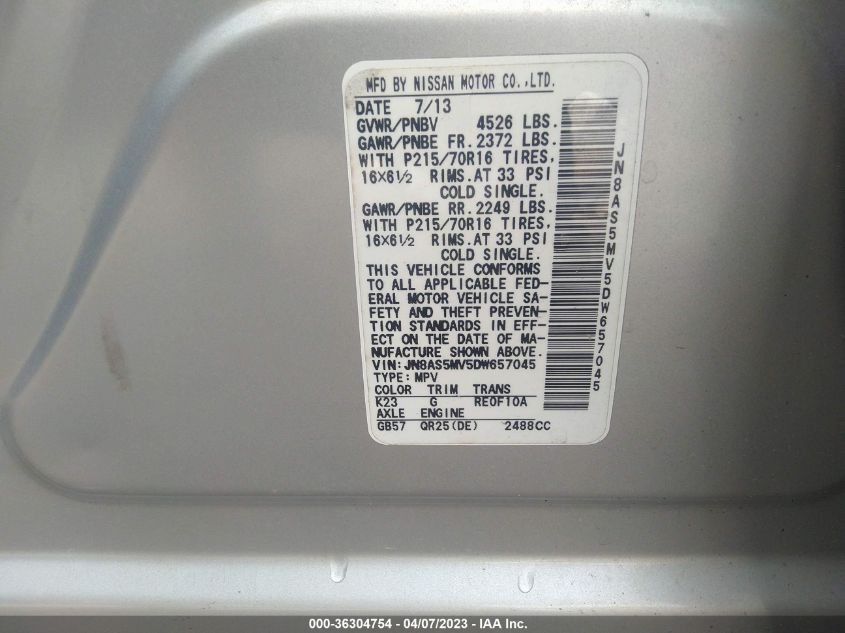 MFD BY NISSAN MOTOR CO.,LTD.
DATE 7/13
GVWR/PNBV 4526 LBS.
GAWR/PNBE FR. 2372 LBS.
WITH P215/70R16 TIRES,
16X6½ RIMS.AT 33 PSI
COLD SINGLE.
GAWR/PNBE RR. 2249 LBS.
WITH P215/70R16 TIRES,
16X6½ RIMS.AT 33 PSI
COLD SINGLE.
THIS VEHICLE CONFORMS
TO ALL APPLICABLE FED-
ERAL MOTOR VEHICLE SA-
FETY AND THEFT PREVEN-
TION STANDARDS IN EFF-
ECT ON THE DATE OF MA-
NUFACTURE SHOWN ABOVE.
VIN: JN8AS5MV5DW657045
TYPE: MPV
COLOR TRIM TRANS
K23 G RE0F10A
AXLE ENGINE
GB57 QR25(DE) 2488CC
JN8AS5MV5DW657045
000-36304754 - 04/07/2023 - IAA Inc.